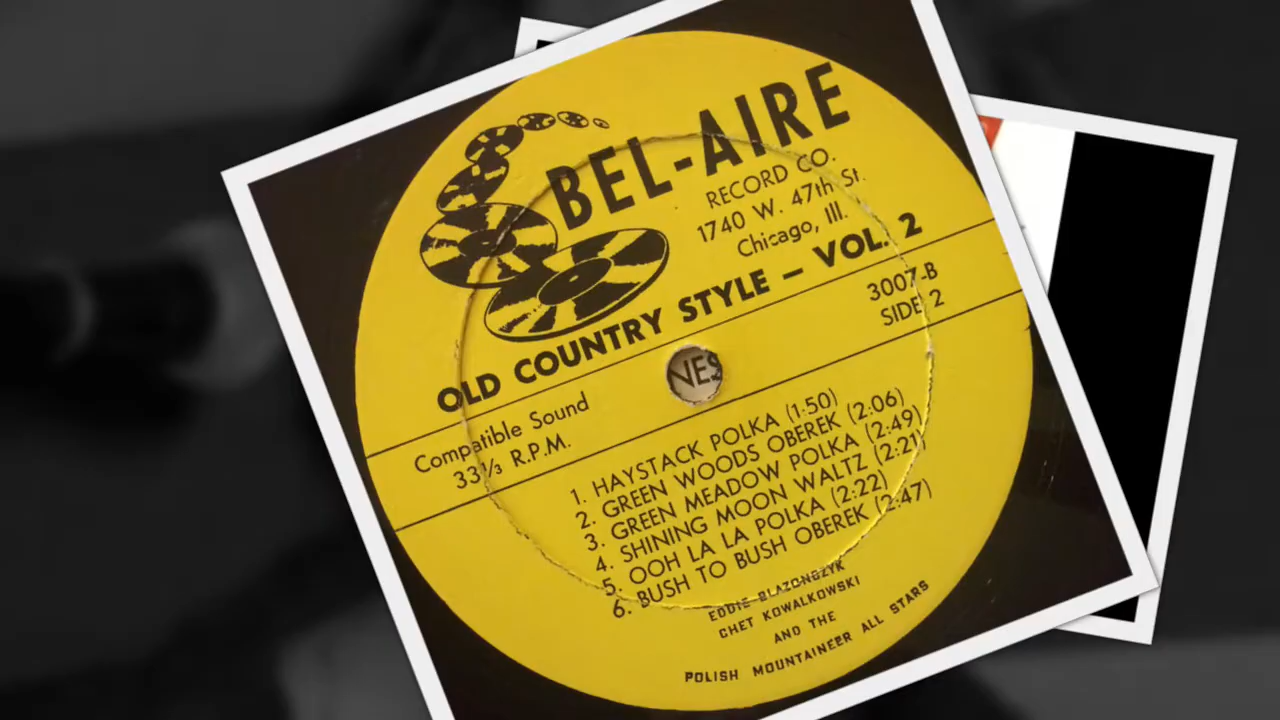 BEL-AIRE
RECORD CO.
1740 W. 47th St.
Chicago, Ill.
OLD COUNTRY STYLE – VOL. 2
3007-B
SIDE 2
Compatible Sound
33⅓ R.P.M.
NES
1. HAYSTACK POLKA (1:50)
2. GREEN WOODS OBEREK (2:06)
3. GREEN MEADOW POLKA (2:49)
4. SHINING MOON WALTZ (2:21)
5. OOH LA LA POLKA (2:22)
6. BUSH TO BUSH OBEREK (2:47)
EDDIE BLAZONCZYK
CHET KOWALKOWSKI
AND THE
POLISH MOUNTAINEER ALL STARS